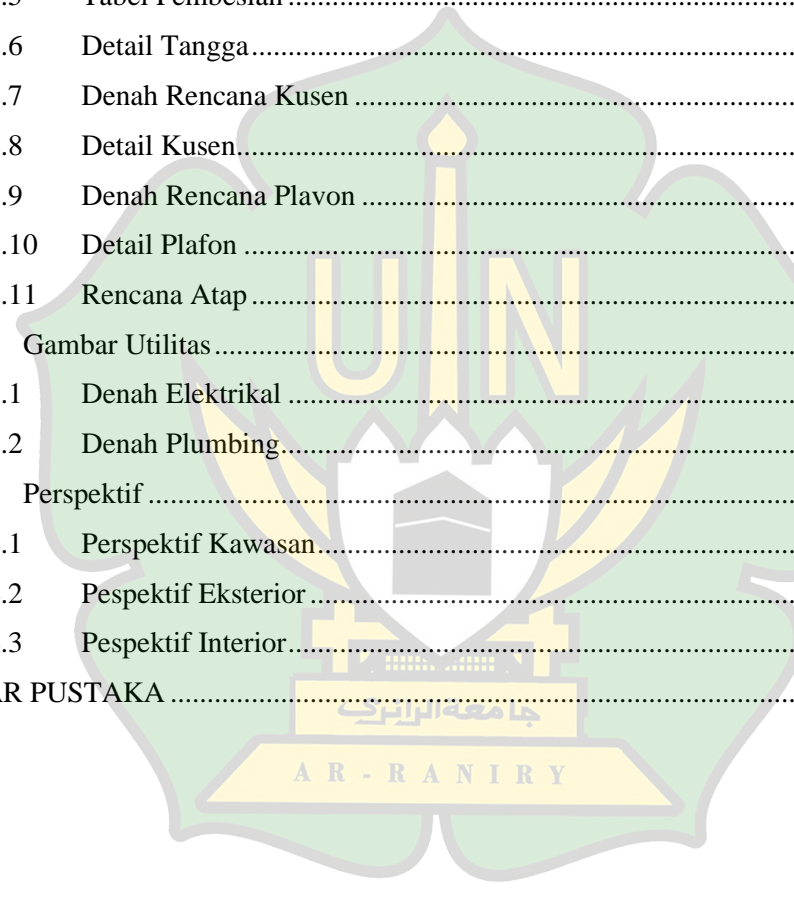 Tabel Pembesian
.6 Detail Tangga
.7 Denah Rencana Kusen
.8 Detail Kusen
.9 Denah Rencana Plavon
.10 Detail Plafon
.11 Rencana Atap
Gambar Utilitas
.1 Denah Elektrikal
.2 Denah Plumbing
Perspektif
.1 Perspektif Kawasan
.2 Pespektif Eksterior
.3 Pespektif Interior
AR PUSTAKA
UIN
جامعة الرانري
AR-RANIRY